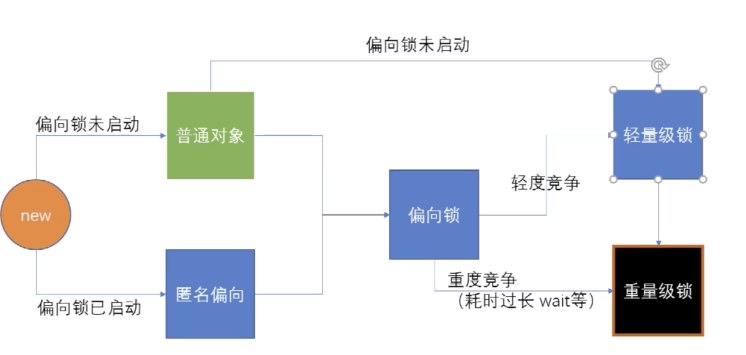 偏向锁未启动
偏向锁未启动
普通对象
轻量级锁
轻度竞争
new
偏向锁
匿名偏向
重度竞争
（耗时过长 wait等）
重量级锁
偏向锁已启动